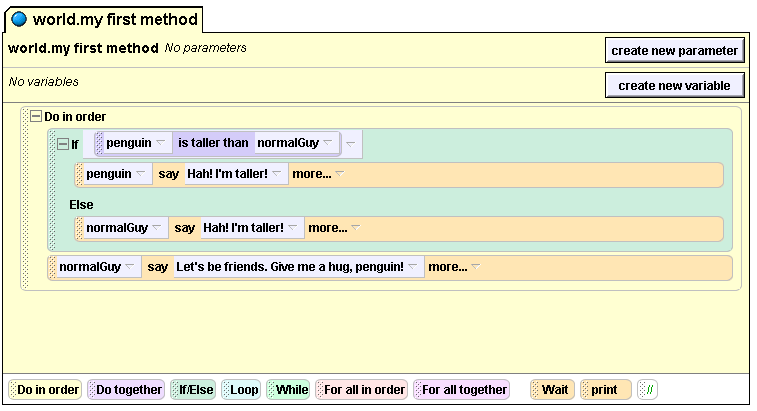 world.my first method
world.my first method No parameters create new parameter
No variables create new variable
Do in order
If penguin is taller than normalGuy
penguin say Hah! I'm taller! more...
Else
normalGuy say Hah! I'm taller! more...
normalGuy say Let's be friends. Give me a hug, penguin! more...
Do in order Do together If/Else Loop While For all in order For all together Wait print //